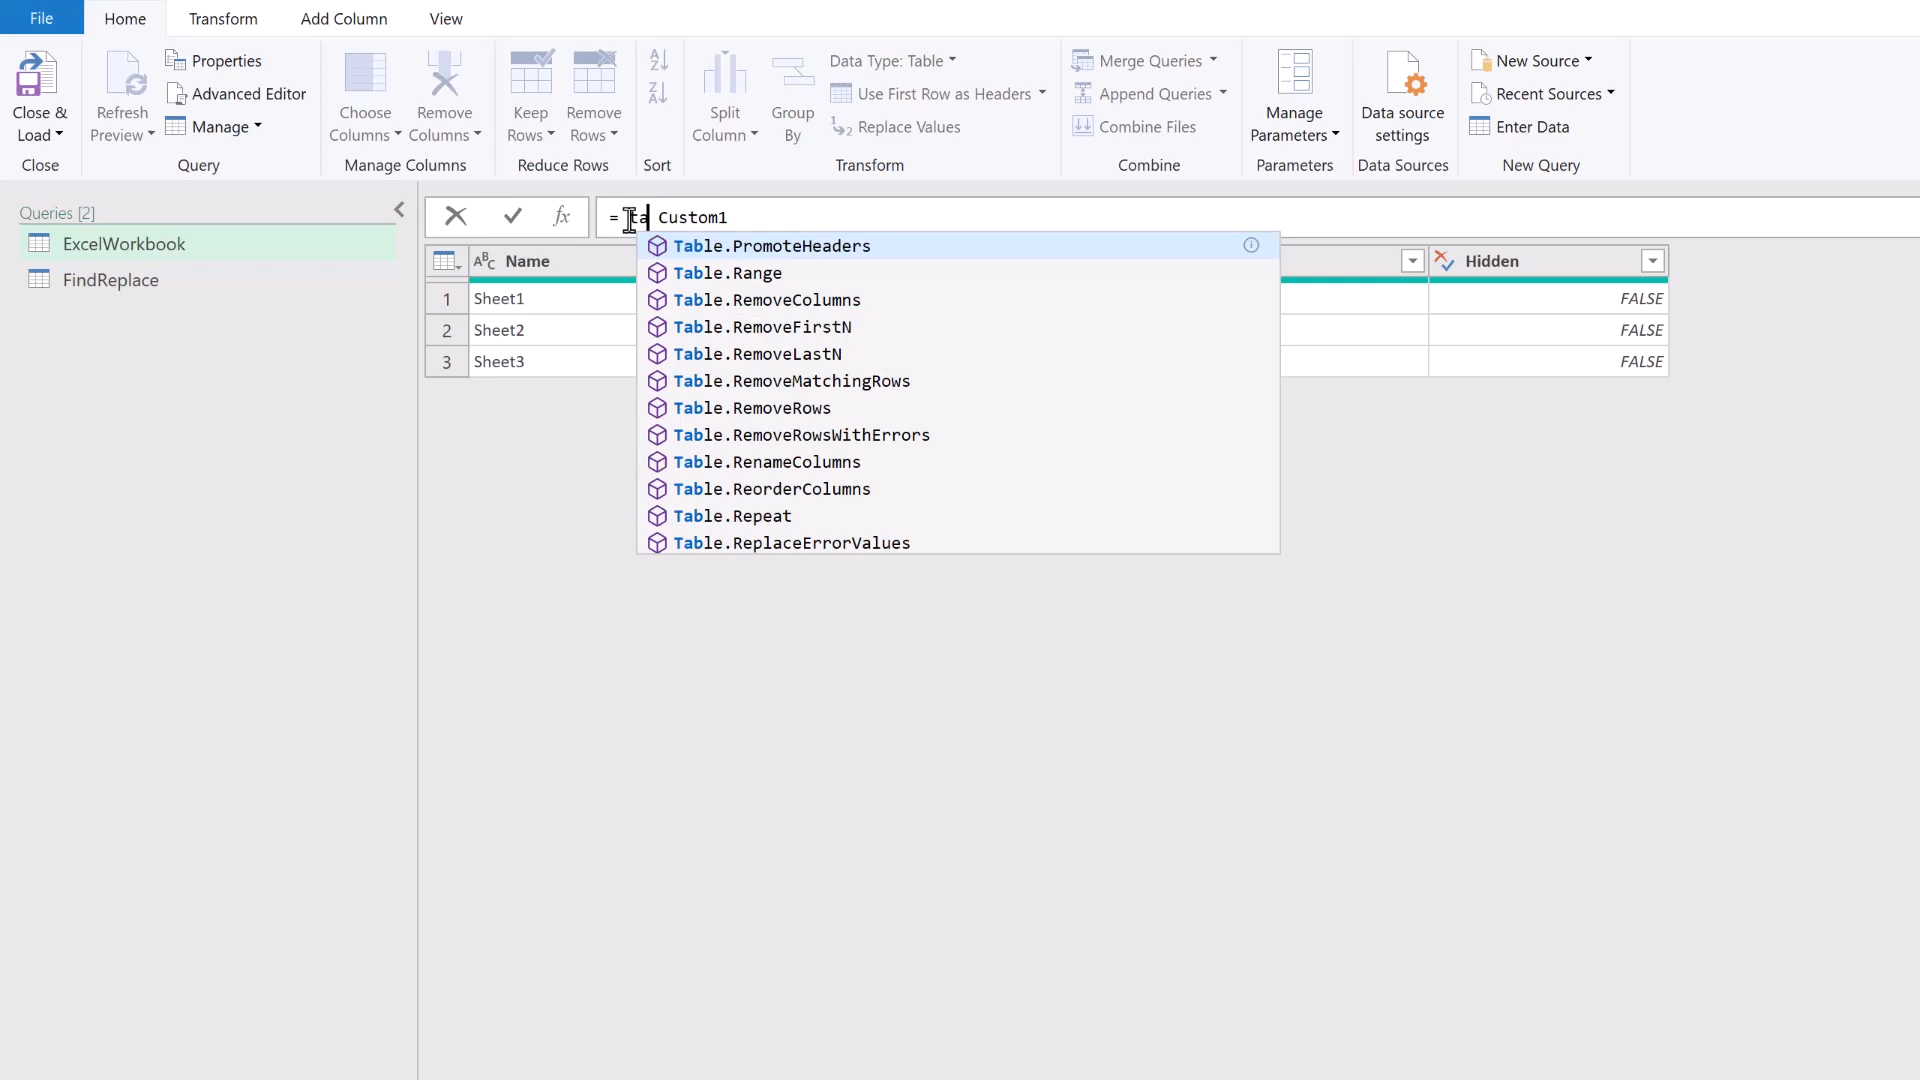 File Home Transform Add Column View
Close & Load
Close
Refresh Preview
Properties
Advanced Editor
Manage
Query
Choose Columns
Remove Columns
Manage Columns
Keep Rows
Remove Rows
Reduce Rows
A Z
Z A
Sort
Split Column
Group By
Data Type: Table
Use First Row as Headers
1 2 Replace Values
Transform
Merge Queries
Append Queries
Combine Files
Combine
Manage Parameters
Parameters
Data source settings
Data Sources
New Source
Recent Sources
Enter Data
New Query
Queries [2]
ExcelWorkbook
FindReplace
fx
= ta Custom1
ABC Name
Hidden
1 Sheet1 FALSE
2 Sheet2 FALSE
3 Sheet3 FALSE
Table.PromoteHeaders
Table.Range
Table.RemoveColumns
Table.RemoveFirstN
Table.RemoveLastN
Table.RemoveMatchingRows
Table.RemoveRows
Table.RemoveRowsWithErrors
Table.RenameColumns
Table.ReorderColumns
Table.Repeat
Table.ReplaceErrorValues